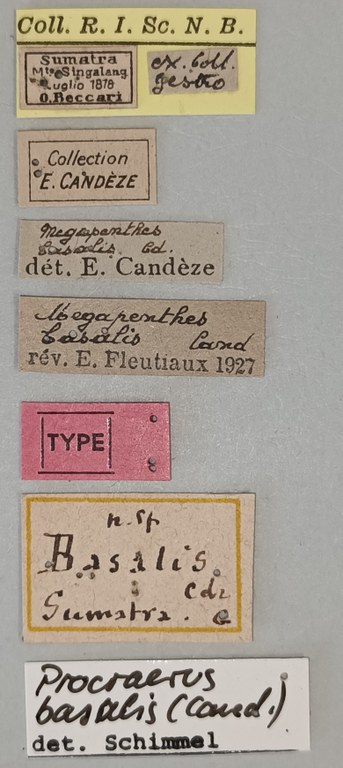 Coll. R. I. Sc. N. B.
Sumatra
Mte Singalang
Luglio 1878
O. Beccari
ex. Coll.
Gestro
Collection
E. CANDÈZE
Megapenthes
basalis. Cd.
dét. E. Candèze
Megapenthes
basalis Cand
rév. E. Fleutiaux 1927
TYPE
n. sp
Basalis.
Cdz
Sumatra. e
Procraerus
basalis (Cand.)
det. Schimmel